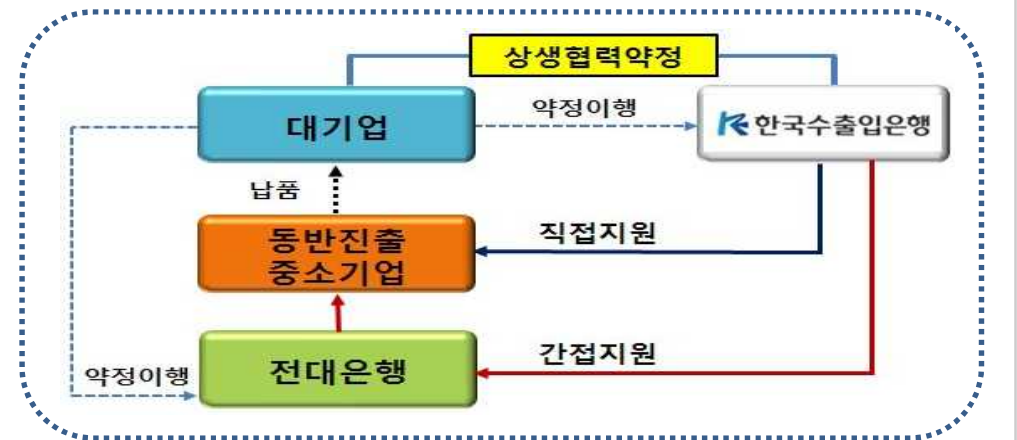 상생협력약정
대기업
약정이행
한국수출입은행
납품
동반진출
중소기업
직접지원
전대은행
간접지원
약정이행